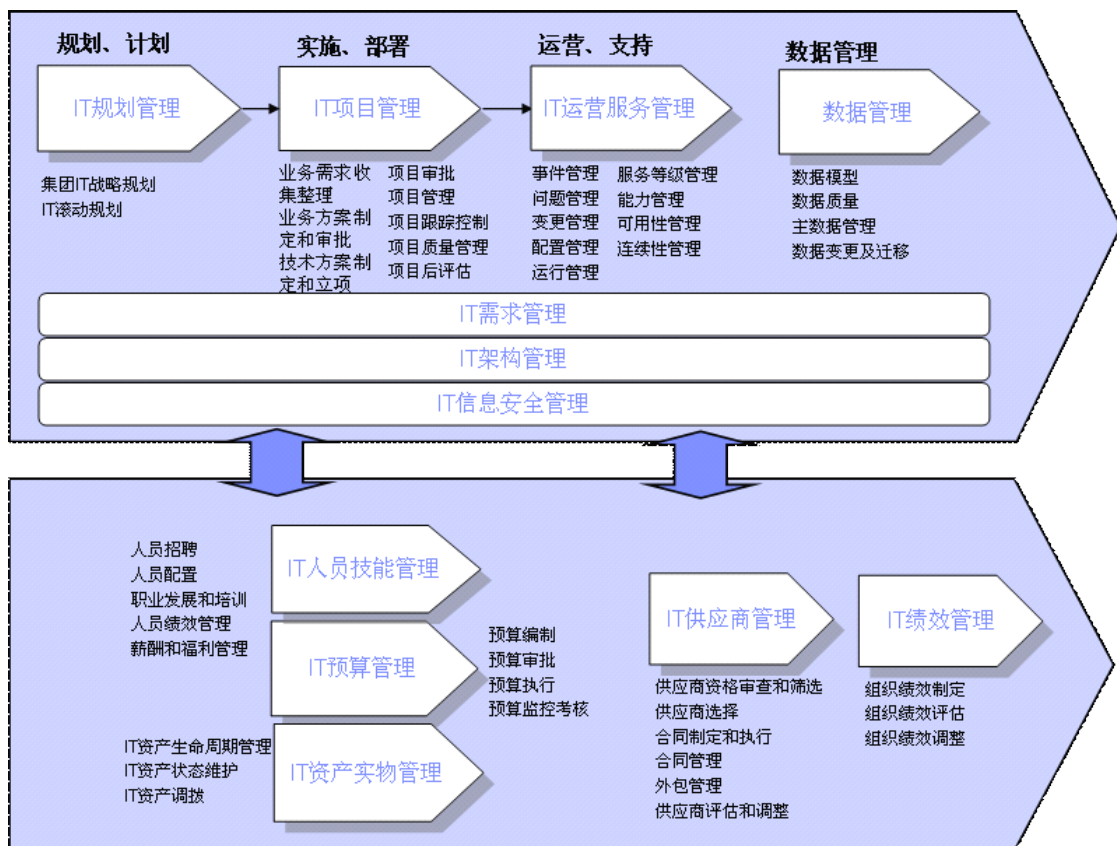 规划、计划
实施、部署
运营、支持
数据管理
IT规划管理
IT项目管理
IT运营服务管理
数据管理
集团IT战略规划
IT滚动规划
业务需求收
集整理
业务方案制
定和审批
技术方案制
定和立项
项目审批
项目管理
项目跟踪控制
项目质量管理
项目后评估
事件管理
问题管理
变更管理
配置管理
运行管理
服务等级管理
能力管理
可用性管理
连续性管理
数据模型
数据质量
主数据管理
数据变更及迁移
IT需求管理
IT架构管理
IT信息安全管理
人员招聘
人员配置
职业发展和培训
人员绩效管理
薪酬和福利管理
IT人员技能管理
IT预算管理
预算编制
预算审批
预算执行
预算监控考核
IT资产生命周期管理
IT资产状态维护
IT资产调拨
IT资产实物管理
IT供应商管理
供应商资格审查和筛选
供应商选择
合同制定和执行
合同管理
外包管理
供应商评估和调整
IT绩效管理
组织绩效制定
组织绩效评估
组织绩效调整